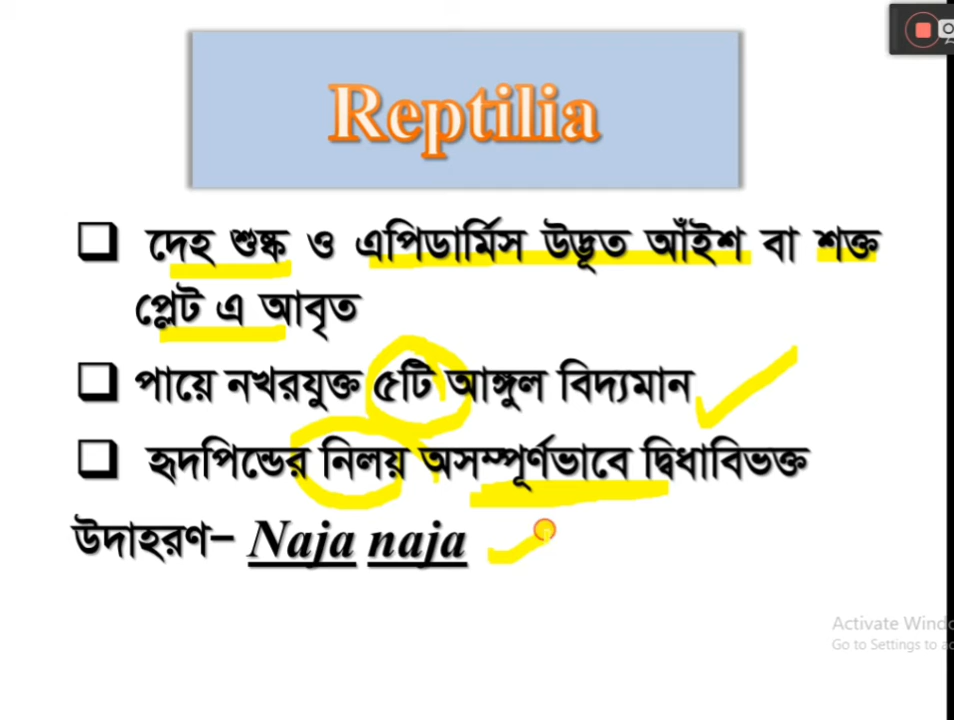 Reptilia
দেহ শুষ্ক ও এপিডার্মিস উদ্ভূত আঁইশ বা শক্ত
প্লেট এ আবৃত
পায়ে নখরযুক্ত ৫টি আঙ্গুল বিদ্যমান
হৃদপিন্ডের নিলয় অসম্পূর্ণভাবে দ্বিধাবিভক্ত
উদাহরণ– Naja naja
Activate
Go to Settings to